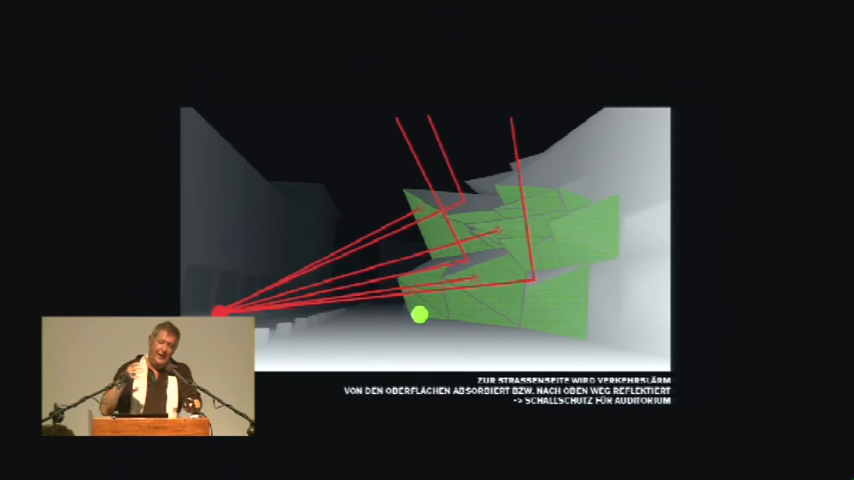 ZUR STRASSENSEITE WIRD VERKEHRSLÄRM
VON DEN OBERFLÄCHEN ABSORBIERT BZW. NACH OBEN WEG REFLEKTIERT
-> SCHALLSCHUTZ FÜR AUDITORIUM